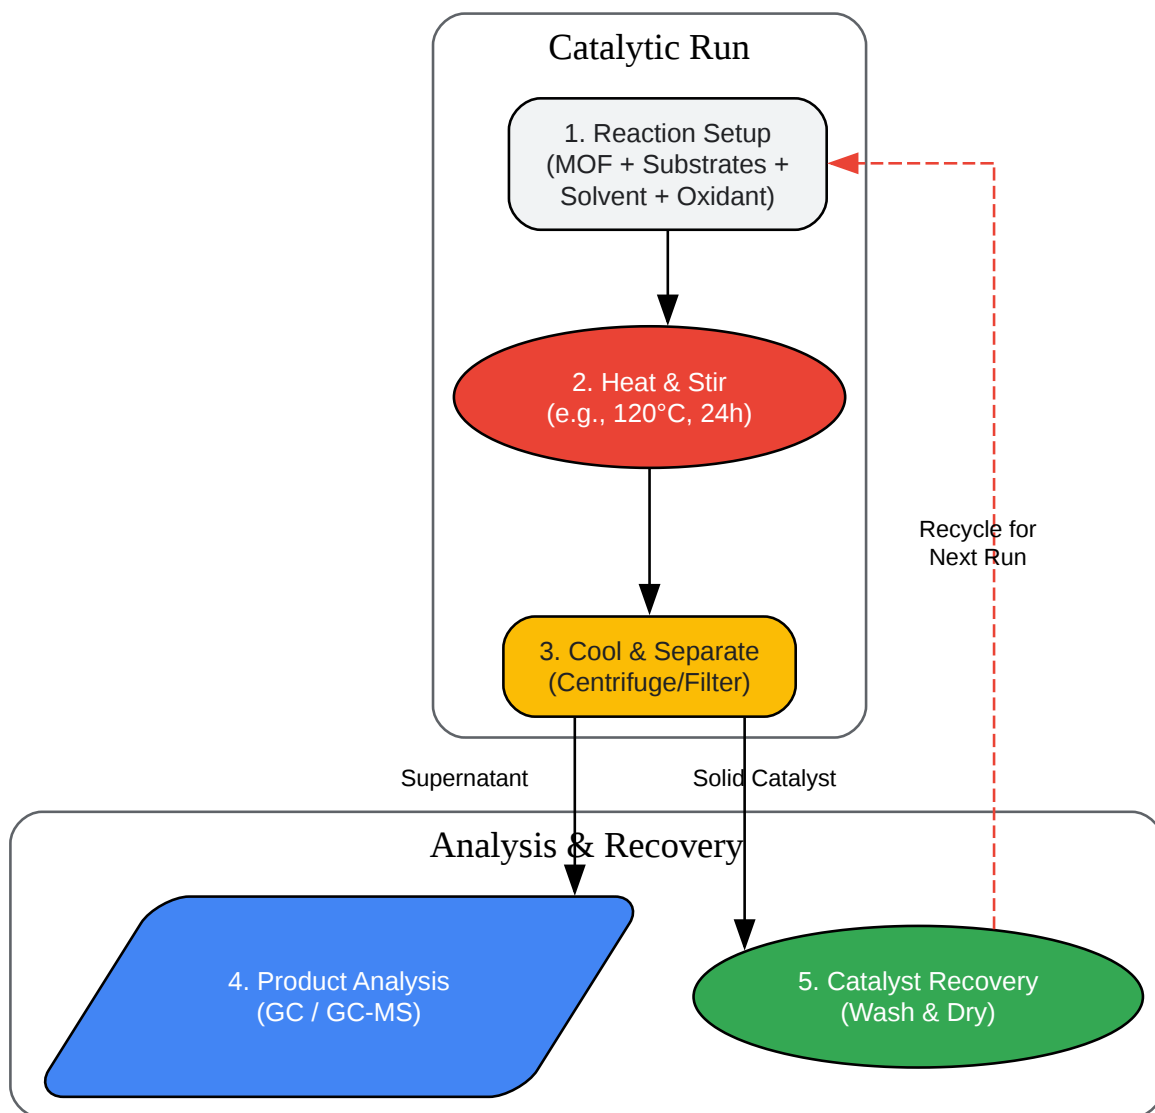 Catalytic Run
1. Reaction Setup
(MOF + Substrates +
Solvent + Oxidant)
2. Heat & Stir
(e.g., 120°C, 24h)
Recycle for
Next Run
3. Cool & Separate
(Centrifuge/Filter)
Supernatant
Solid Catalyst
Analysis & Recovery
4. Product Analysis
(GC / GC-MS)
5. Catalyst Recovery
(Wash & Dry)